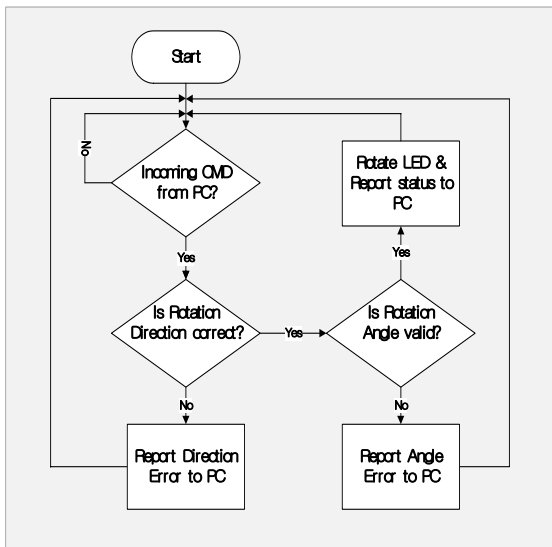 Start
No
Incoming CMD
from PC?
Rotate LED &
Report status to
PC
Yes
Yes
Is Rotation
Direction correct?
Yes
Is Rotation
Angle valid?
No
No
Report Direction
Error to PC
Report Angle
Error to PC